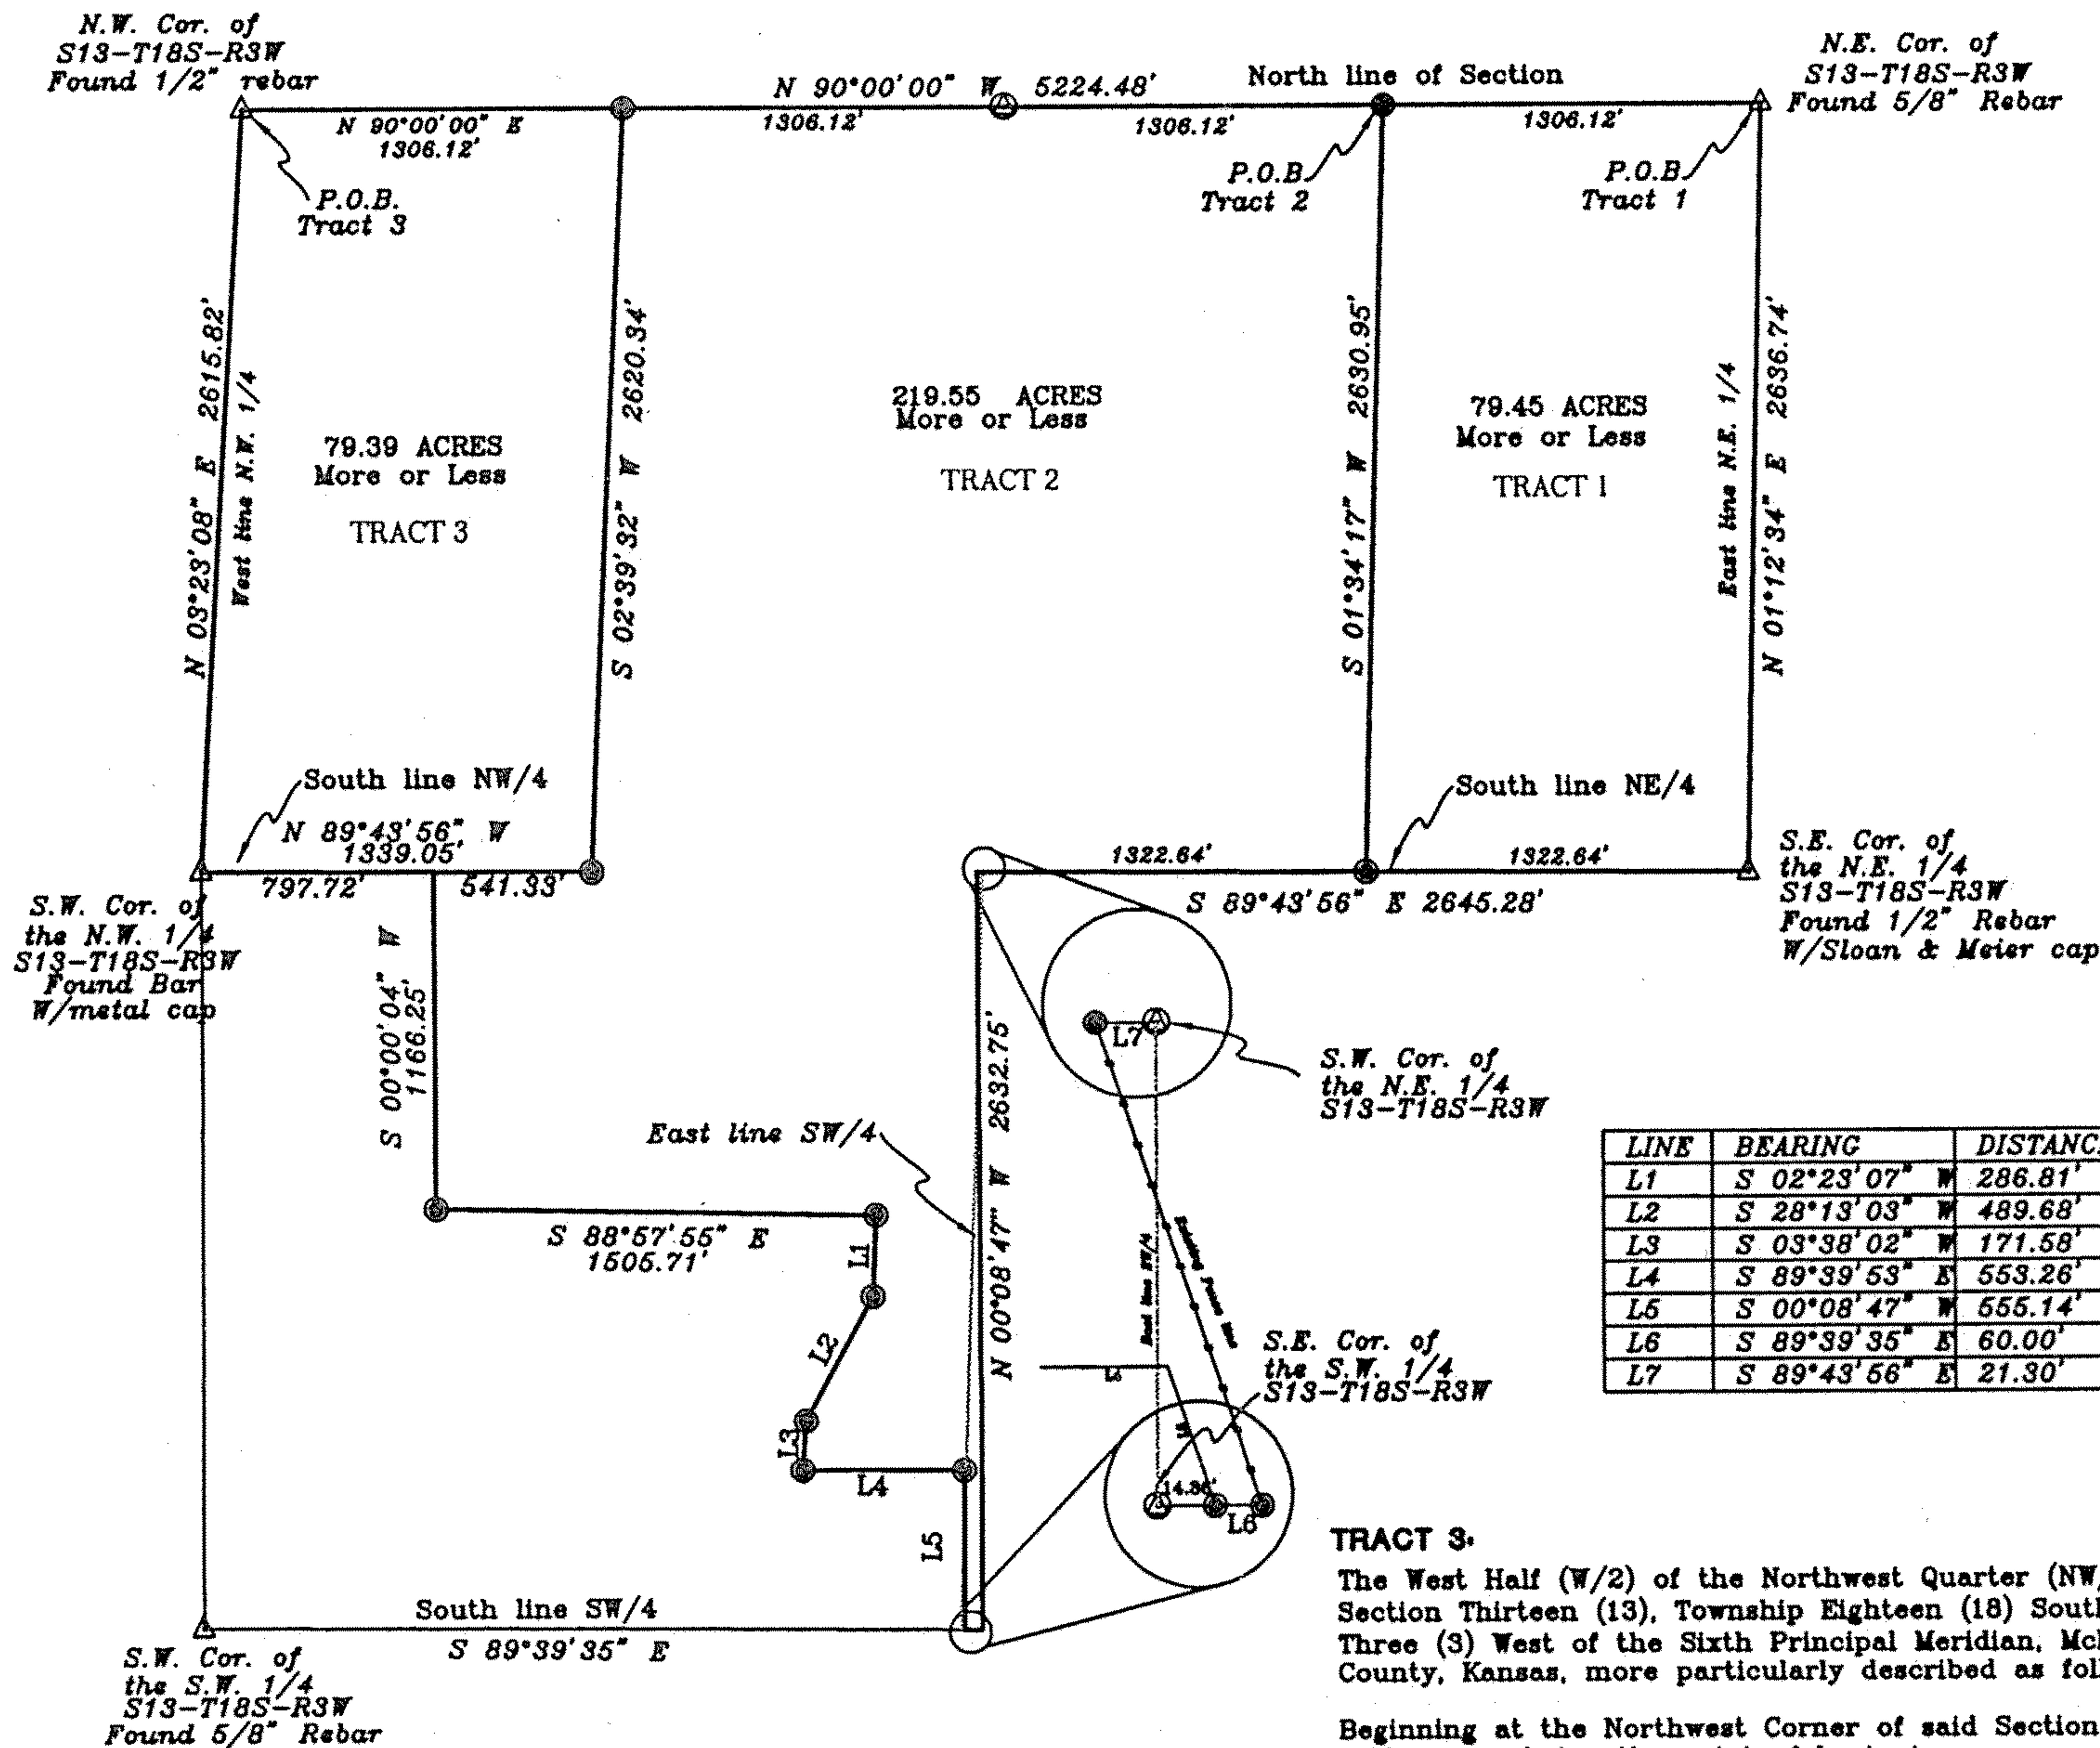 N.W. Cor. of
S13-T18S-R3W
Found 1/2" rebar
N.E. Cor. of
S13-T18S-R3W
Found 5/8" Rebar
N 90°00'00" W 5224.48'
North line of Section
N 90°00'00" E
1306.12'
1306.12'
1306.12'
1306.12'
P.O.B.
Tract 3
P.O.B.
Tract 2
P.O.B.
Tract 1
N 03°23'08" E 2615.82'
West line N.W. 1/4
S 02°39'32" W 2620.34'
S 01°34'17" W 2630.95'
East line N.E. 1/4
N 01°12'34" E 2636.74'
79.39 ACRES
More or Less
TRACT 3
219.55 ACRES
More or Less
TRACT 2
79.45 ACRES
More or Less
TRACT 1
South line NW/4
N 89°43'56" W
1339.05'
797.72'
541.33'
South line NE/4
1322.64'
1322.64'
S 89°43'56" E 2645.28'
S.W. Cor. of
the N.W. 1/4
S13-T18S-R3W
Found Bar
W/metal cap
S.E. Cor. of
the N.E. 1/4
S13-T18S-R3W
Found 1/2" Rebar
W/Sloan & Meier cap
S 00°00'04" W
1166.25'
L7
S.W. Cor. of
the N.E. 1/4
S13-T18S-R3W
East line SW/4
N 00°08'47" W 2632.75'
S 88°57'55" E
1505.71'
L1
L2
L3
L4
L5
East line SW/4
Existing Fence line
S.E. Cor. of
the S.W. 1/4
S13-T18S-R3W
14.36'
L6
LINE BEARING DISTANC
L1 S 02°23'07" W 286.81'
L2 S 28°13'03" W 489.68'
L3 S 03°38'02" W 171.58'
L4 S 89°39'53" E 553.26'
L5 S 00°08'47" W 555.14'
L6 S 89°39'35" E 60.00'
L7 S 89°43'56" E 21.30'
South line SW/4
S 89°39'35" E
S.W. Cor. of
the S.W. 1/4
S13-T18S-R3W
Found 5/8" Rebar
TRACT 3:
The West Half (W/2) of the Northwest Quarter (NW/
Section Thirteen (13), Township Eighteen (18) South
Three (3) West of the Sixth Principal Meridian, McP
County, Kansas, more particularly described as foll
Beginning at the Northwest Corner of said Section